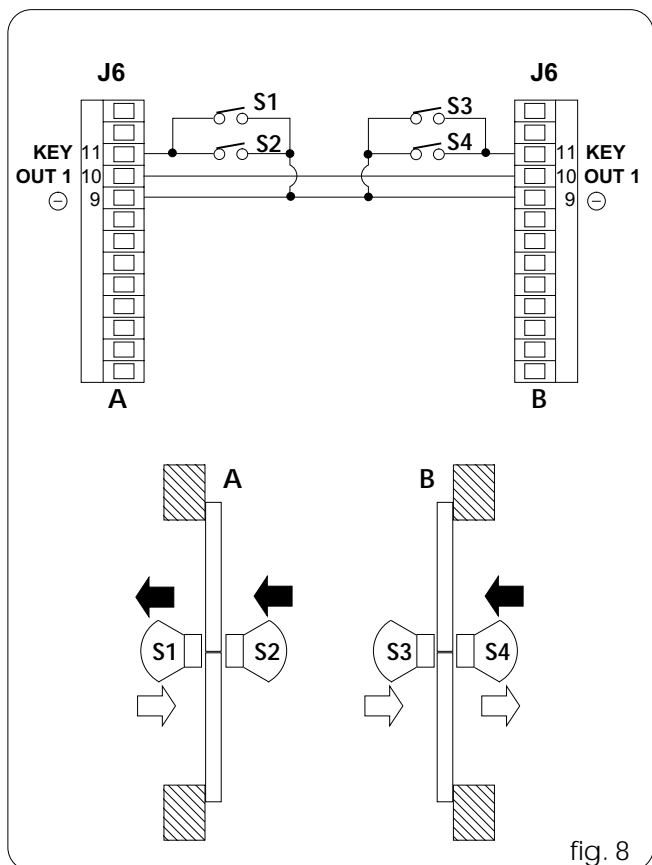 J6 J6
S1 S3
S2 S4
KEY 11 11 KEY
OUT 1 10 10 OUT 1
⊖ 9 9 ⊖
A B
A B
S1 S2 S3 S4
fig. 8